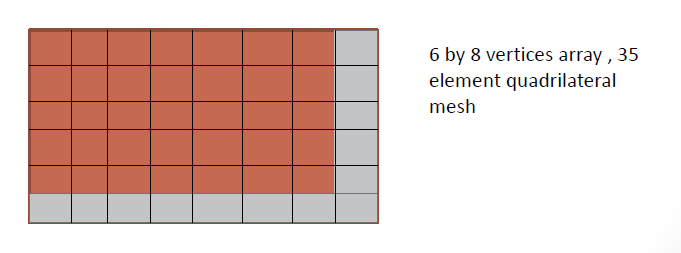 6 by 8 vertices array , 35
element quadrilateral
mesh